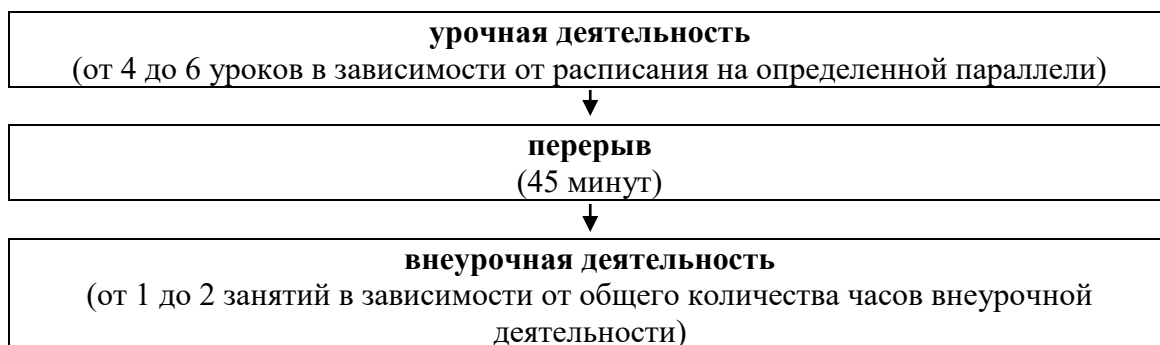 урочная деятельность
(от 4 до 6 уроков в зависимости от расписания на определенной параллели)
перерыв
(45 минут)
внеурочная деятельность
(от 1 до 2 занятий в зависимости от общего количества часов внеурочной
деятельности)